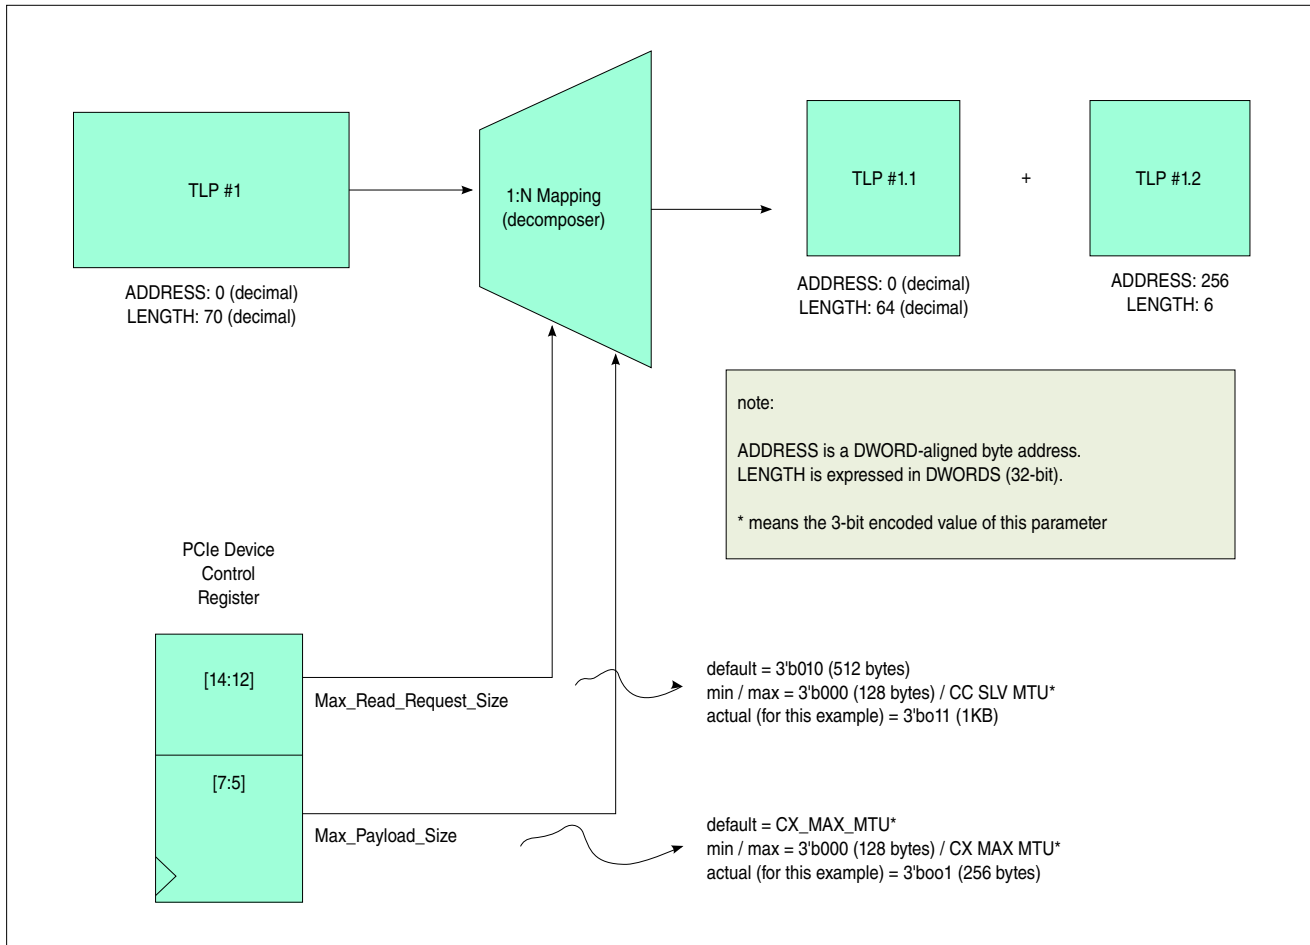 TLP #1
ADDRESS: 0 (decimal)
LENGTH: 70 (decimal)
1:N Mapping
(decomposer)
TLP #1.1
ADDRESS: 0 (decimal)
LENGTH: 64 (decimal)
+
TLP #1.2
ADDRESS: 256
LENGTH: 6
note:
ADDRESS is a DWORD-aligned byte address.
LENGTH is expressed in DWORDS (32-bit).
* means the 3-bit encoded value of this parameter
PCIe Device
Control
Register
[14:12]
Max_Read_Request_Size
default = 3'b010 (512 bytes)
min / max = 3'b000 (128 bytes) / CC SLV MTU*
actual (for this example) = 3'bo11 (1KB)
[7:5]
Max_Payload_Size
default = CX_MAX_MTU*
min / max = 3'b000 (128 bytes) / CX MAX MTU*
actual (for this example) = 3'boo1 (256 bytes)